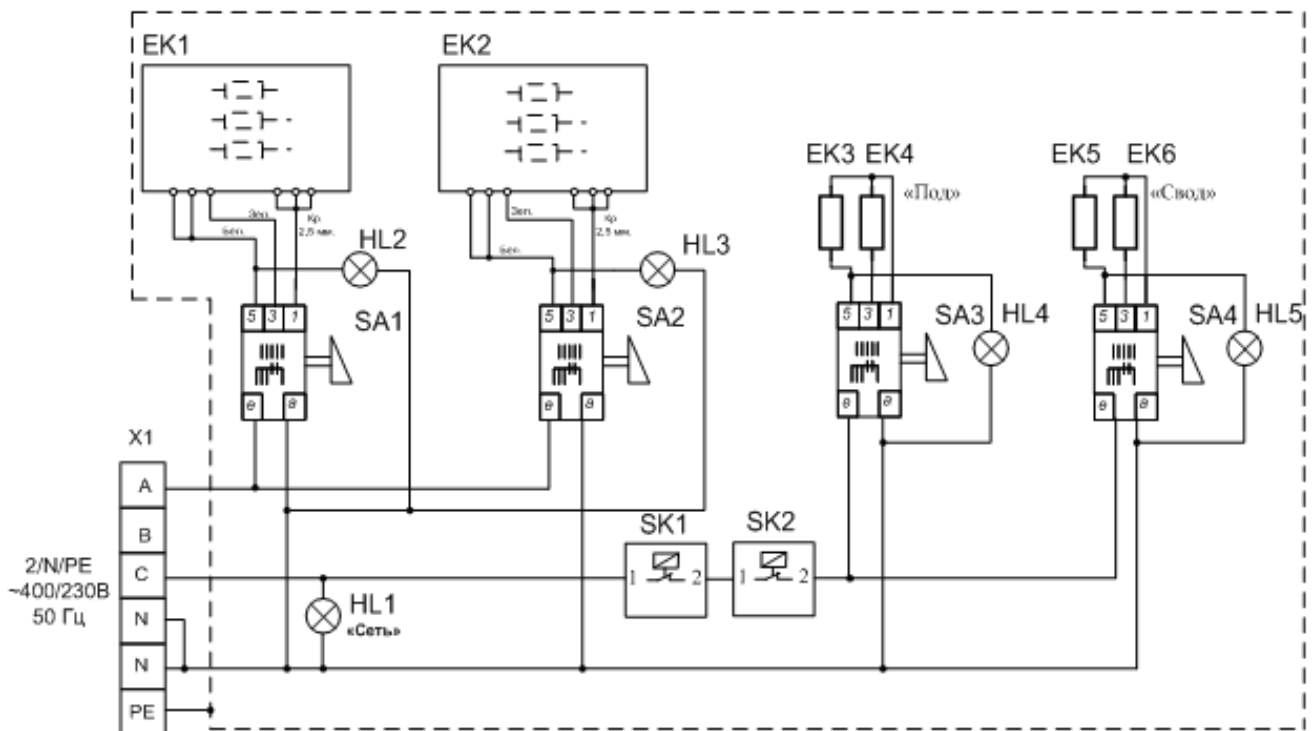 EK1 EK2
EK3 EK4 «Под»
EK5 EK6 «Свод»
Зел. Кр.
Бел. 2,5 мм.
HL2
Зел. Кр.
Бел. 2,5 мм.
HL3
5 3 1 SA1
5 3 1 SA2
5 3 1 SA3 HL4
5 3 1 SA4 HL5
X1
A
B
C
N
N
PE
2/N/PE
~400/230В
50 Гц
HL1
«Сеть»
SK1
1 2
SK2
1 2